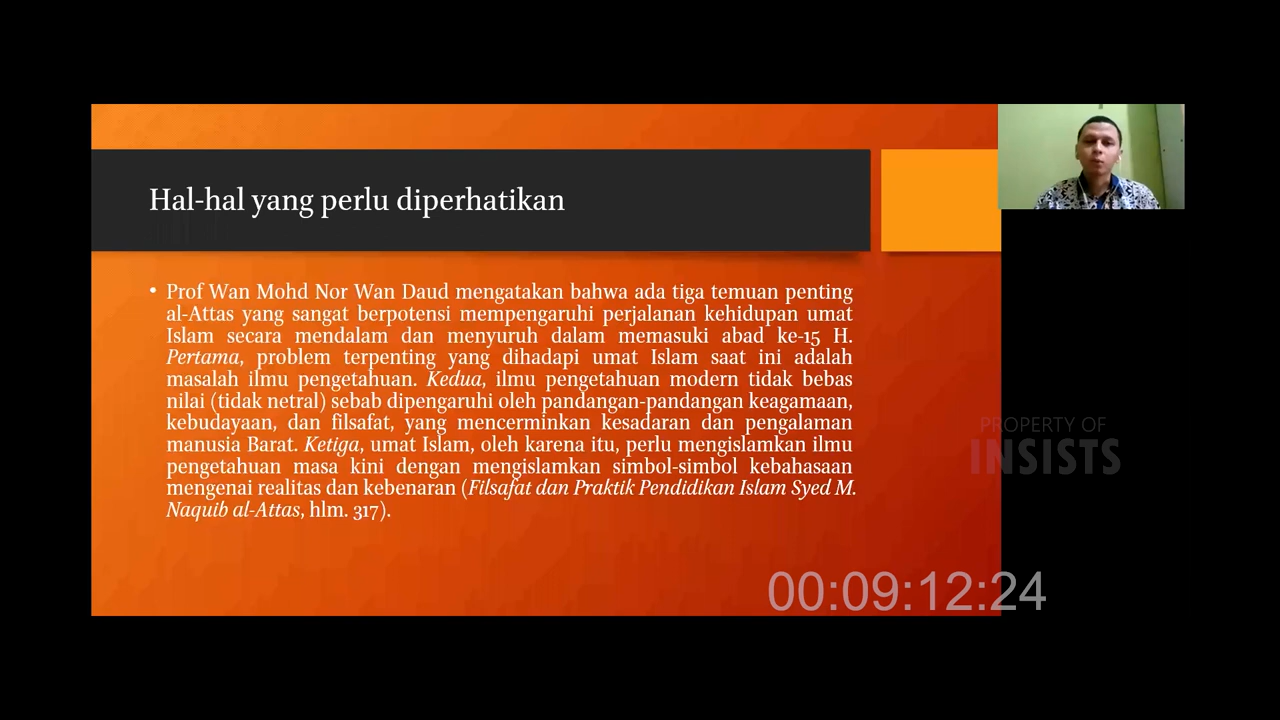 Hal-hal yang perlu diperhatikan
• Prof Wan Mohd Nor Wan Daud mengatakan bahwa ada tiga temuan penting
al-Attas yang sangat berpotensi mempengaruhi perjalanan kehidupan umat
Islam secara mendalam dan menyuruh dalam memasuki abad ke-15 H.
Pertama, problem terpenting yang dihadapi umat Islam saat ini adalah
masalah ilmu pengetahuan. Kedua, ilmu pengetahuan modern tidak bebas
nilai (tidak netral) sebab dipengaruhi oleh pandangan-pandangan keagamaan,
kebudayaan, dan filsafat, yang mencerminkan kesadaran dan pengalaman
manusia Barat. Ketiga, umat Islam, oleh karena itu, perlu mengislamkan ilmu
pengetahuan masa kini dengan mengislamkan simbol-simbol kebahasaan
mengenai realitas dan kebenaran (Filsafat dan Praktik Pendidikan Islam Syed M.
Naquib al-Attas, hlm. 317).
PROPERTY OF
INSISTS
00:09:12:24